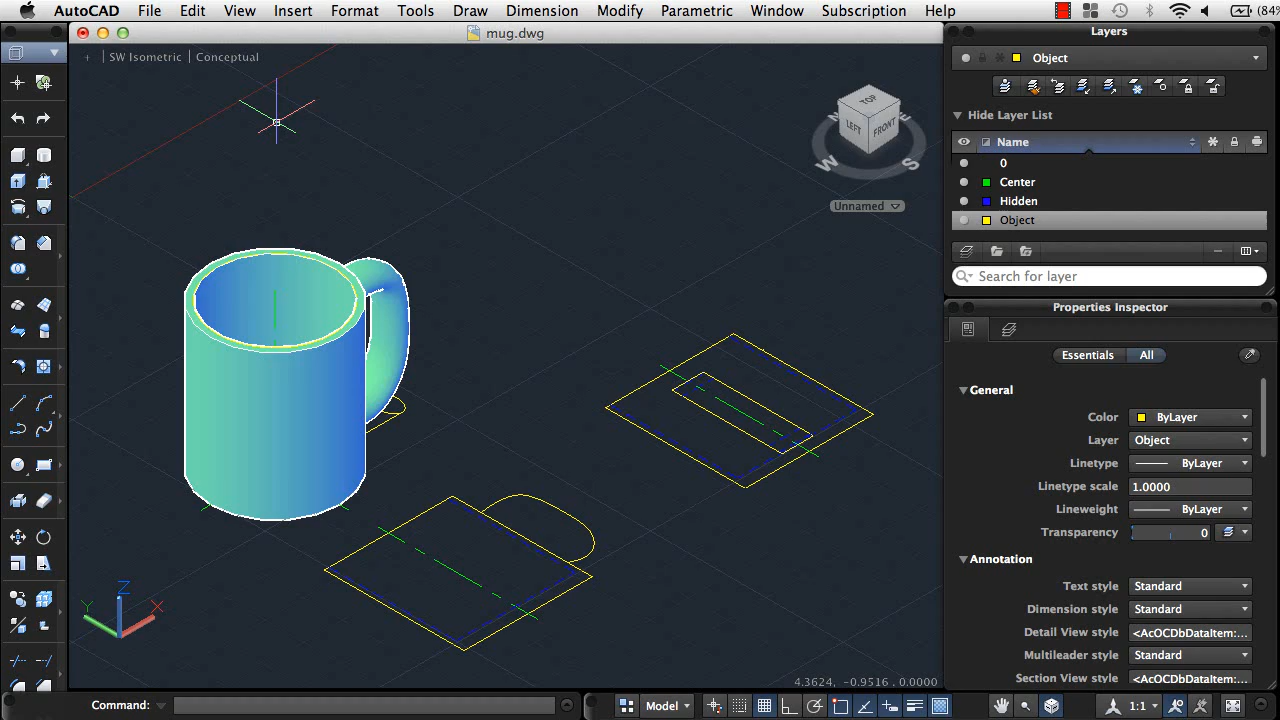 AutoCAD File Edit View Insert Format Tools Draw Dimension Modify Parametric Window Subscription Help (84%
mug.dwg
+ SW Isometric Conceptual
TOP
LEFT FRONT
N E
W S
Unnamed
Z
Y X
4.3624, -0.9516 , 0.0000
Layers
Object
Hide Layer List
Name
0
Center
Hidden
Object
Search for layer
Properties Inspector
Essentials All
General
Color ByLayer
Layer Object
Linetype ByLayer
Linetype scale 1.0000
Lineweight ByLayer
Transparency 0
Annotation
Text style Standard
Dimension style Standard
Detail View style <AcOCDbDataItem:...
Multileader style Standard
Section View style <AcOCDbDataItem:...
Command: Model 1:1